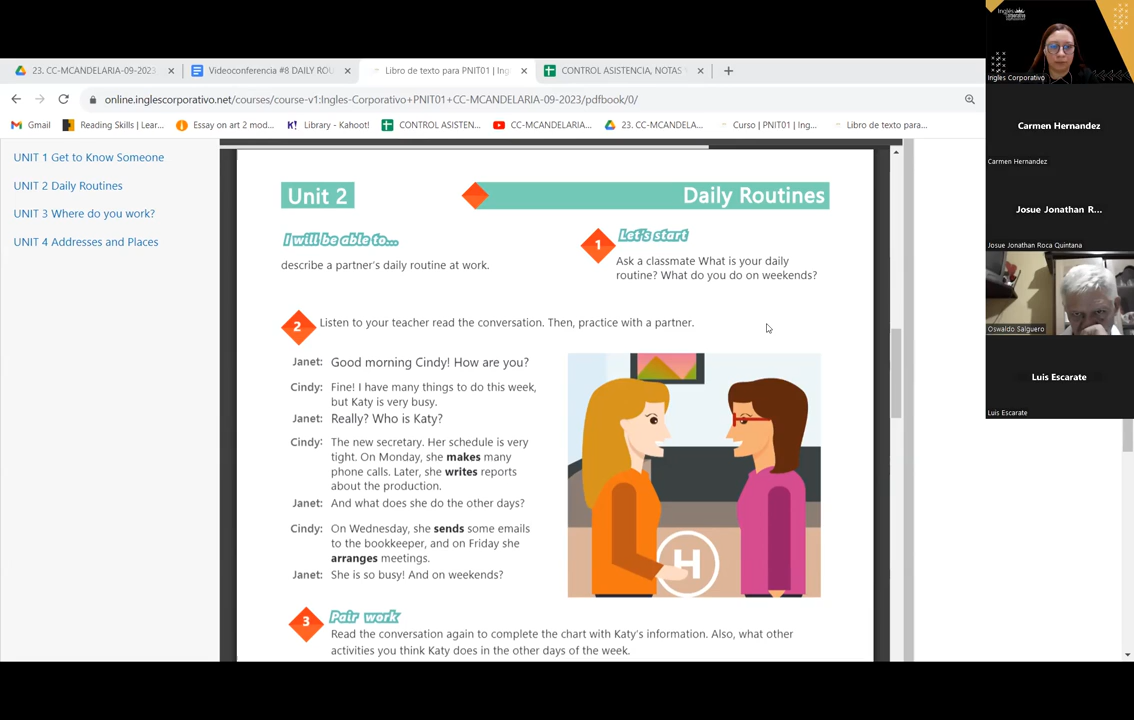 23. CC-MCANDELARIA-09-2023,
Videoconferencia #8 DAILY ROU
Libro de texto para PNIT01 | Ing
CONTROL ASISTENCIA, NOTAS
online.inglescorporativo.net/courses/course-v1:Ingles-Corporativo+PNIT01+CC-MCANDELARIA-09-2023/pdfbook/0/
Gmail
Reading Skills | Lear...
Essay on art 2 mod...
Library - Kahoot!
CONTROL ASISTEN...
CC-MCANDELARIA...
23. CC-MCANDELA...
Curso | PNIT01 | Ing...
Libro de texto para...
UNIT 1 Get to Know Someone
UNIT 2 Daily Routines
UNIT 3 Where do you work?
UNIT 4 Addresses and Places
Unit 2
Daily Routines
I will be able to...
describe a partner's daily routine at work.
1
Let's start
Ask a classmate What is your daily
routine? What do you do on weekends?
2
Listen to your teacher read the conversation. Then, practice with a partner.
Janet: Good morning Cindy! How are you?
Cindy: Fine! I have many things to do this week,
but Katy is very busy.
Janet: Really? Who is Katy?
Cindy: The new secretary. Her schedule is very
tight. On Monday, she makes many
phone calls. Later, she writes reports
about the production.
Janet: And what does she do the other days?
Cindy: On Wednesday, she sends some emails
to the bookkeeper, and on Friday she
arranges meetings.
Janet: She is so busy! And on weekends?
H
3
Pair work
Read the conversation again to complete the chart with Katy's information. Also, what other
activities you think Katy does in the other days of the week.
Inglés
Corporativo
Ingles Corporativo
Carmen Hernandez
Carmen Hernandez
Josue Jonathan R...
Josue Jonathan Roca Quintana
Oswaldo Salguero
Luis Escarate
Luis Escarate